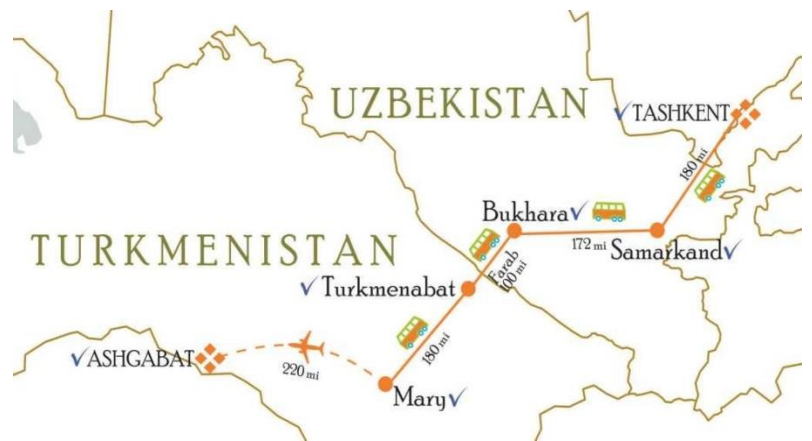 UZBEKISTAN
TASHKENT
180 mi
Bukhara
172 mi
Samarkand
TURKMENISTAN
Farab
100 mi
Turkmenabat
180 mi
ASHGABAT
220 mi
Mary